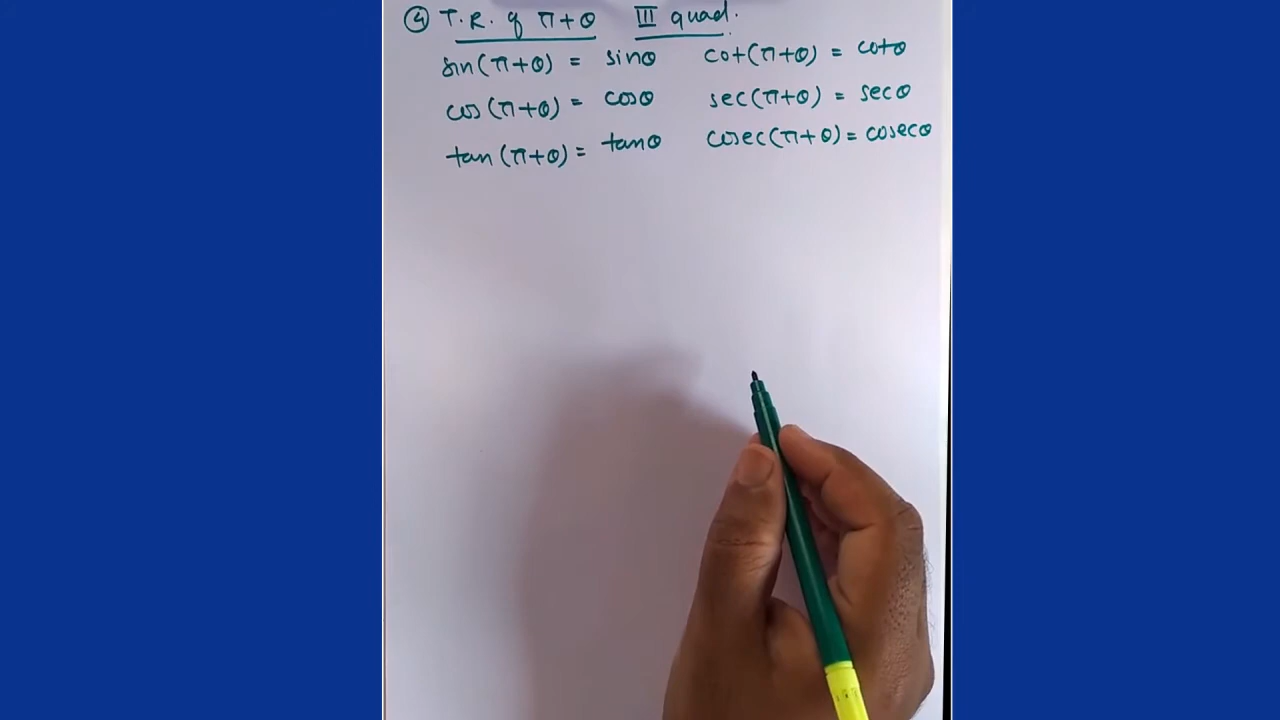 ④ T.R. of π+θ III quad.
sin(π+θ) = sinθ cot(π+θ) = cotθ
cos(π+θ) = cosθ sec(π+θ) = secθ
tan(π+θ) = tanθ cosec(π+θ) = cosecθ